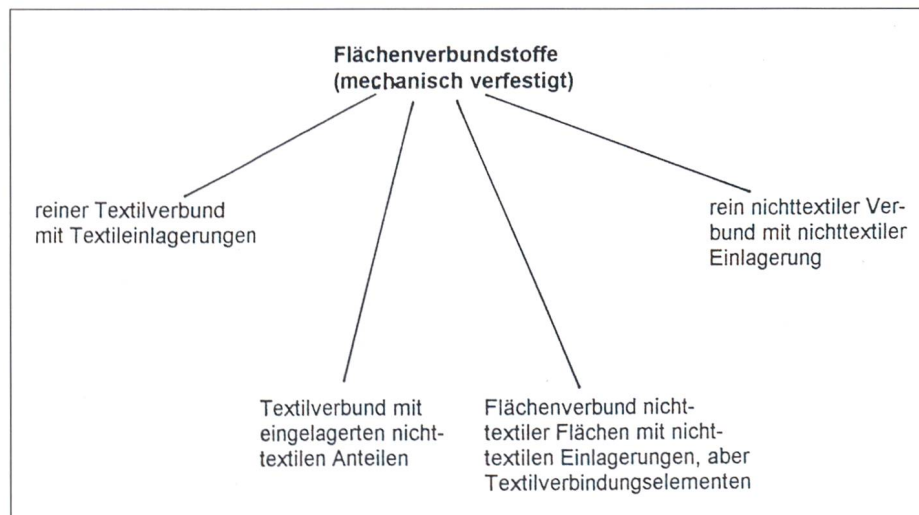 Flächenverbundstoffe
(mechanisch verfestigt)
reiner Textilverbund
mit Textileinlagerungen
rein nichttextiler Ver-
bund mit nichttextiler
Einlagerung
Textilverbund mit
eingelagerten nicht-
textilen Anteilen
Flächenverbund nicht-
textiler Flächen mit nicht-
textilen Einlagerungen, aber
Textilverbindungselementen